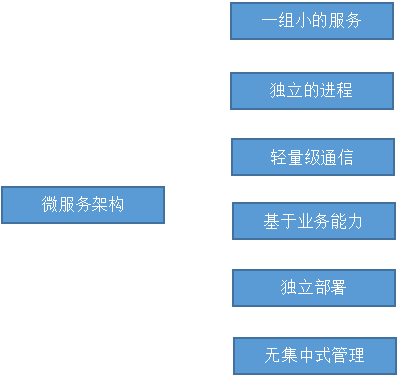 一组小的服务
独立的进程
轻量级通信
微服务架构
基于业务能力
独立部署
无集中式管理